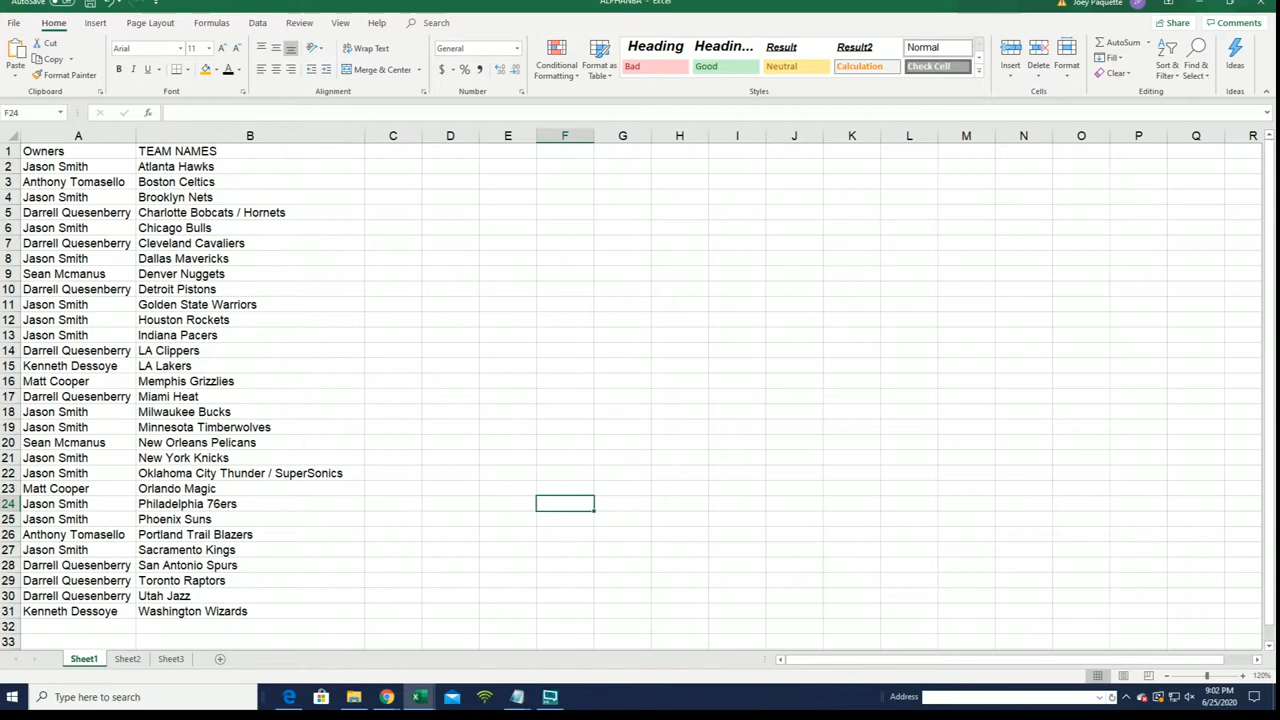 AutoSave Off ALPHANBA - Excel Joey Paquette
File Home Insert Page Layout Formulas Data Review View Help Search Share Comments
Paste Cut Copy Format Painter Clipboard
Arial 11 B I U Font
Wrap Text Merge & Center Alignment
General $ % Number
Conditional Formatting Format as Table
Heading Headin... Result Result2 Normal
Bad Good Neutral Calculation Check Cell
Styles
Insert Delete Format Cells
AutoSum Fill Clear Sort & Filter Find & Select Editing
Ideas Ideas
F24 fx
A B C D E F G H I J K L M N O P Q R
1 Owners TEAM NAMES
2 Jason Smith Atlanta Hawks
3 Anthony Tomasello Boston Celtics
4 Jason Smith Brooklyn Nets
5 Darrell Quesenberry Charlotte Bobcats / Hornets
6 Jason Smith Chicago Bulls
7 Darrell Quesenberry Cleveland Cavaliers
8 Jason Smith Dallas Mavericks
9 Sean Mcmanus Denver Nuggets
10 Darrell Quesenberry Detroit Pistons
11 Jason Smith Golden State Warriors
12 Jason Smith Houston Rockets
13 Jason Smith Indiana Pacers
14 Darrell Quesenberry LA Clippers
15 Kenneth Dessoye LA Lakers
16 Matt Cooper Memphis Grizzlies
17 Darrell Quesenberry Miami Heat
18 Jason Smith Milwaukee Bucks
19 Jason Smith Minnesota Timberwolves
20 Sean Mcmanus New Orleans Pelicans
21 Jason Smith New York Knicks
22 Jason Smith Oklahoma City Thunder / SuperSonics
23 Matt Cooper Orlando Magic
24 Jason Smith Philadelphia 76ers
25 Jason Smith Phoenix Suns
26 Anthony Tomasello Portland Trail Blazers
27 Jason Smith Sacramento Kings
28 Darrell Quesenberry San Antonio Spurs
29 Darrell Quesenberry Toronto Raptors
30 Darrell Quesenberry Utah Jazz
31 Kenneth Dessoye Washington Wizards
32
33
Sheet1 Sheet2 Sheet3
120%
Type here to search Address 9:02 PM
6/25/2020